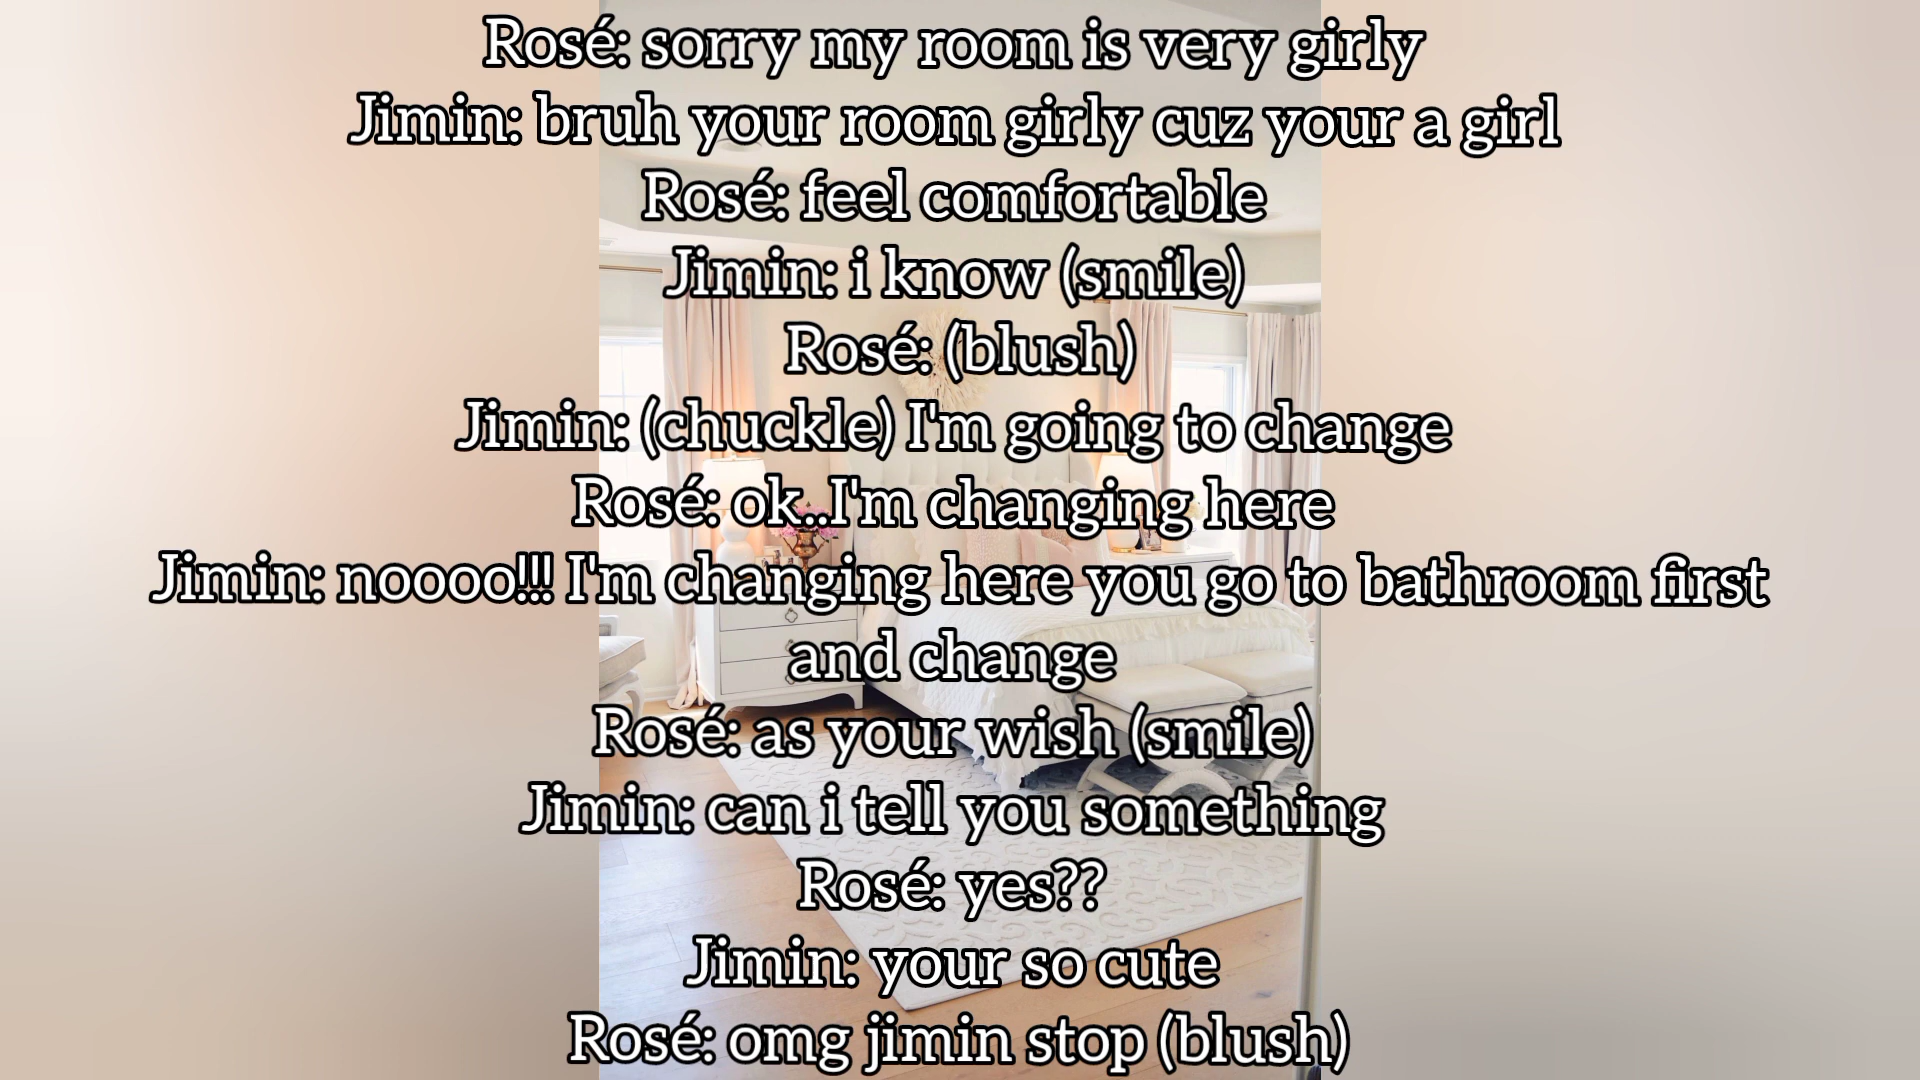 Rosé: sorry my room is very girly
Jimin: bruh your room girly cuz your a girl
Rosé: feel comfortable
Jimin: i know (smile)
Rosé: (blush)
Jimin: (chuckle) I'm going to change
Rosé: ok..I'm changing here
Jimin: noooo!!! I'm changing here you go to bathroom first
and change
Rosé: as your wish (smile)
Jimin: can i tell you something
Rosé: yes??
Jimin: your so cute
Rosé: omg jimin stop (blush)